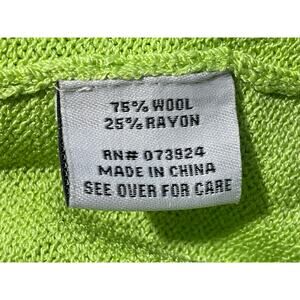 75% WOOL
25% RAYON
RN# 073924
MADE IN CHINA
SEE OVER FOR CARE